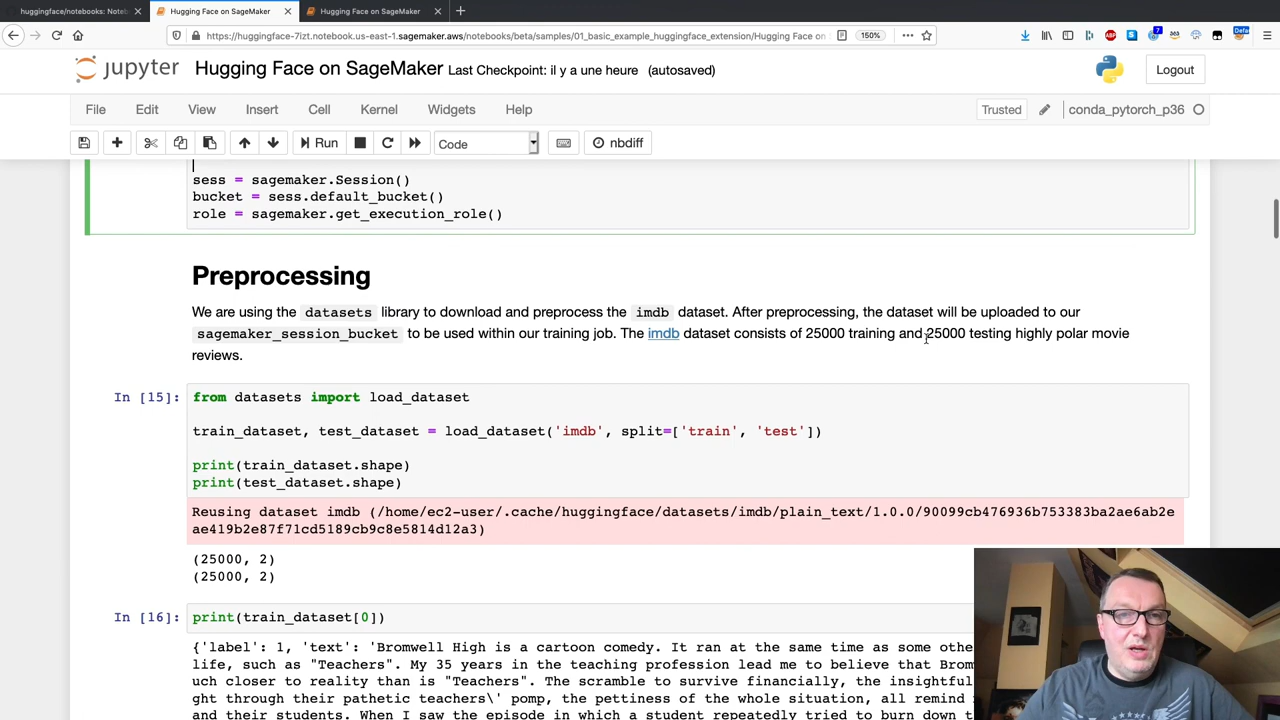 huggingface/notebooks: Noteb
Hugging Face on SageMaker
Hugging Face on SageMaker
https://huggingface-7izt.notebook.us-east-1.sagemaker.aws/notebooks/beta/samples/01_basic_example_huggingface_extension/Hugging Face on
150%
jupyter Hugging Face on SageMaker Last Checkpoint: il y a une heure (autosaved)
Logout
File Edit View Insert Cell Kernel Widgets Help
Trusted conda_pytorch_p36
Run Code nbdiff
sess = sagemaker.Session()
bucket = sess.default_bucket()
role = sagemaker.get_execution_role()
Preprocessing
We are using the datasets library to download and preprocess the imdb dataset. After preprocessing, the dataset will be uploaded to our
sagemaker_session_bucket to be used within our training job. The imdb dataset consists of 25000 training and 25000 testing highly polar movie
reviews.
In [15]: from datasets import load_dataset
train_dataset, test_dataset = load_dataset('imdb', split=['train', 'test'])
print(train_dataset.shape)
print(test_dataset.shape)
Reusing dataset imdb (/home/ec2-user/.cache/huggingface/datasets/imdb/plain_text/1.0.0/90099cb476936b753383ba2ae6ab2e
ae419b2e87f71cd5189cb9c8e5814d12a3)
(25000, 2)
(25000, 2)
In [16]: print(train_dataset[0])
{'label': 1, 'text': 'Bromwell High is a cartoon comedy. It ran at the same time as some othe
life, such as "Teachers". My 35 years in the teaching profession lead me to believe that Brom
uch closer to reality than is "Teachers". The scramble to survive financially, the insightful
ght through their pathetic teachers\' pomp, the pettiness of the whole situation, all remind
and their students. When I saw the episode in which a student repeatedly tried to burn down t